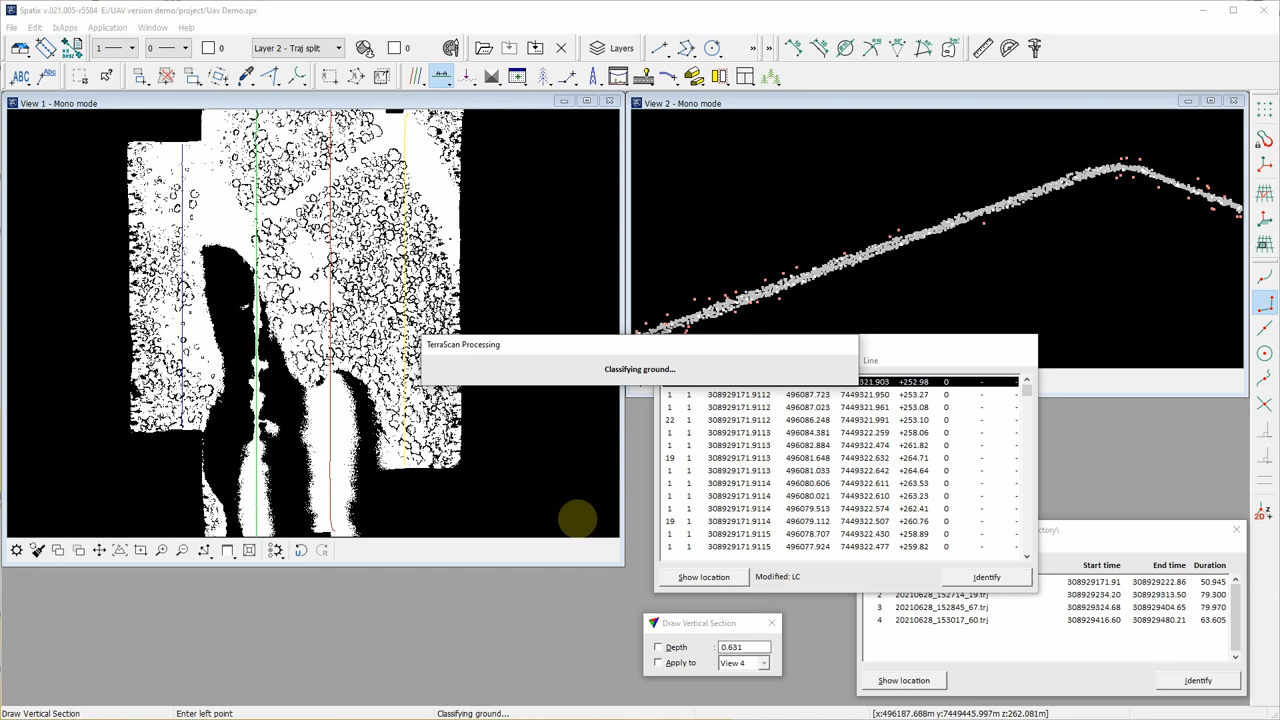 Spatix v.021.005-r5584 E:/UAV version demo/project/Uav Demo.spx
File Edit IxApps Application Window Help
1 0 0 Layer 2 - Traj split 0 Layers
View 1 - Mono mode
View 2 - Mono mode
TerraScan Processing
Classifying ground...
Line
321.903 +252.98 0 - -
1 1 308929171.9112 496087.723 7449321.950 +253.27 0 - -
1 1 308929171.9112 496087.023 7449321.961 +253.08 0 - -
22 1 308929171.9112 496086.248 7449321.991 +253.10 0 - -
1 1 308929171.9113 496084.381 7449322.259 +258.06 0 - -
1 1 308929171.9113 496082.884 7449322.474 +261.82 0 - -
19 1 308929171.9113 496081.648 7449322.632 +264.71 0 - -
1 1 308929171.9113 496081.033 7449322.642 +264.64 0 - -
1 1 308929171.9114 496080.606 7449322.611 +263.53 0 - -
1 1 308929171.9114 496080.021 7449322.610 +263.23 0 - -
1 1 308929171.9114 496079.513 7449322.574 +262.41 0 - -
19 1 308929171.9114 496079.112 7449322.507 +260.76 0 - -
1 1 308929171.9115 496078.707 7449322.430 +258.89 0 - -
1 1 308929171.9115 496077.924 7449322.477 +259.82 0 - -
Show location Modified: LC Identify
ctory\
Start time End time Duration
308929171.91 308929222.86 50.945
2 20210628_152714_19.trj 308929234.20 308929313.50 79.300
3 20210628_152845_67.trj 308929324.68 308929404.65 79.970
4 20210628_153017_60.trj 308929416.60 308929480.21 63.605
Show location Identify
Draw Vertical Section
Depth : 0.631
Apply to View 4
Draw Vertical Section Enter left point Classifying ground... [x:496187.688m y:7449445.997m z:262.081m]